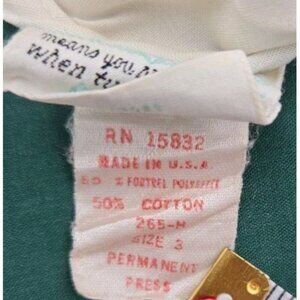 means you
when
RN 15832
MADE IN U.S.A.
50 % FORTREL POLYESTER
50% COTTON
265-H
SIZE 3
PERMANENT
PRESS